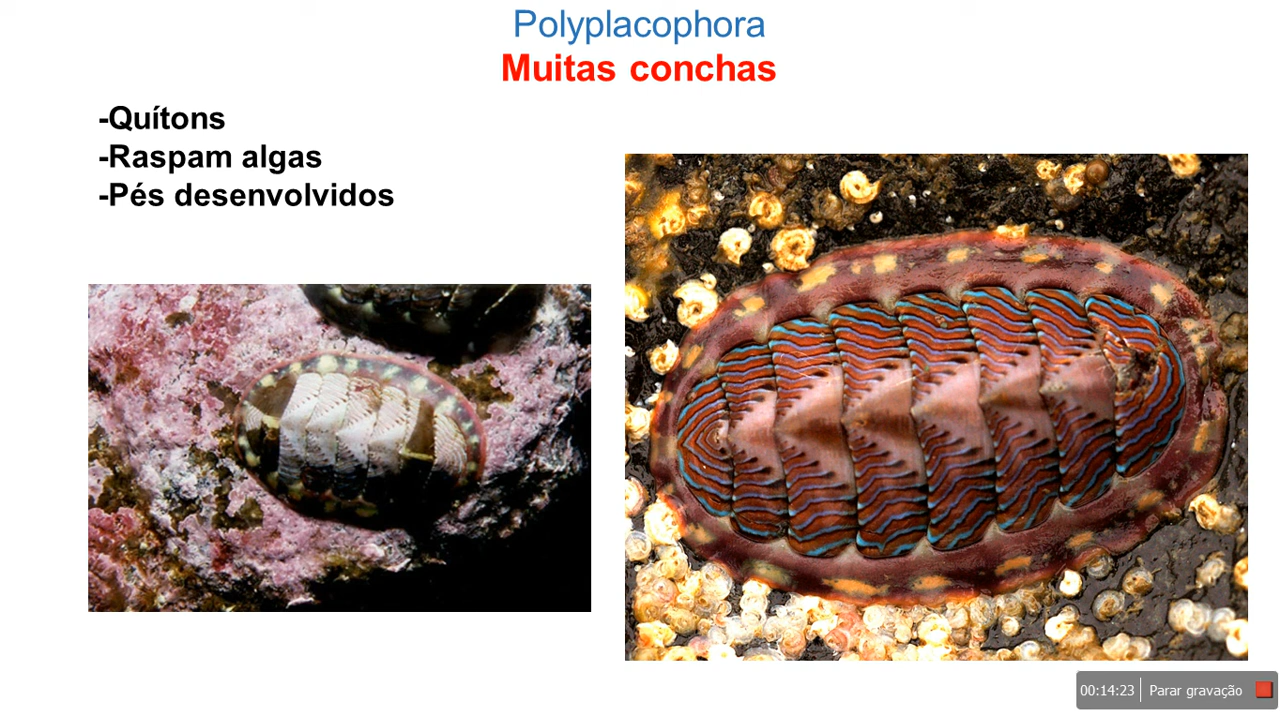 Polyplacophora
Muitas conchas
-Quítons
-Raspam algas
-Pés desenvolvidos
00:14:23 Parar gravação